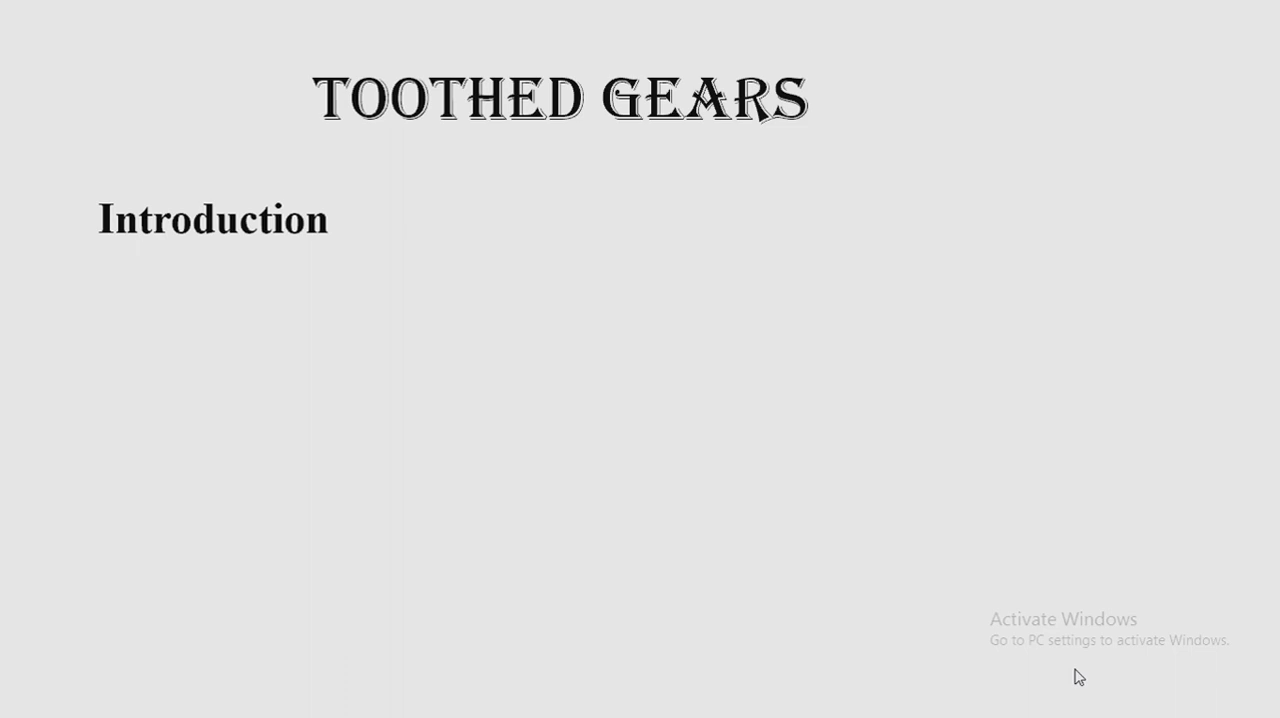 TOOTHED GEARS
Introduction
Activate Windows
Go to PC settings to activate Windows.